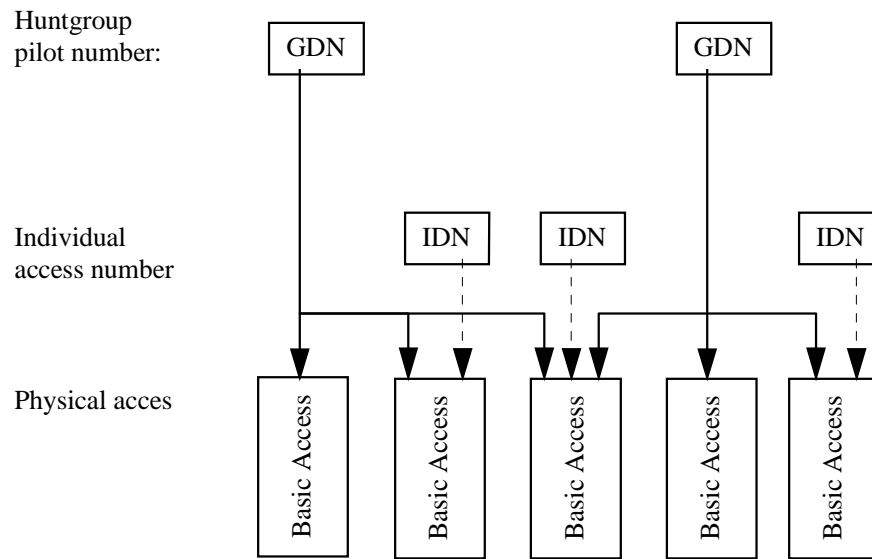 Huntgroup
pilot number:
GDN
GDN
Individual
access number
IDN
IDN
IDN
Physical acces
Basic Access
Basic Access
Basic Access
Basic Access
Basic Access